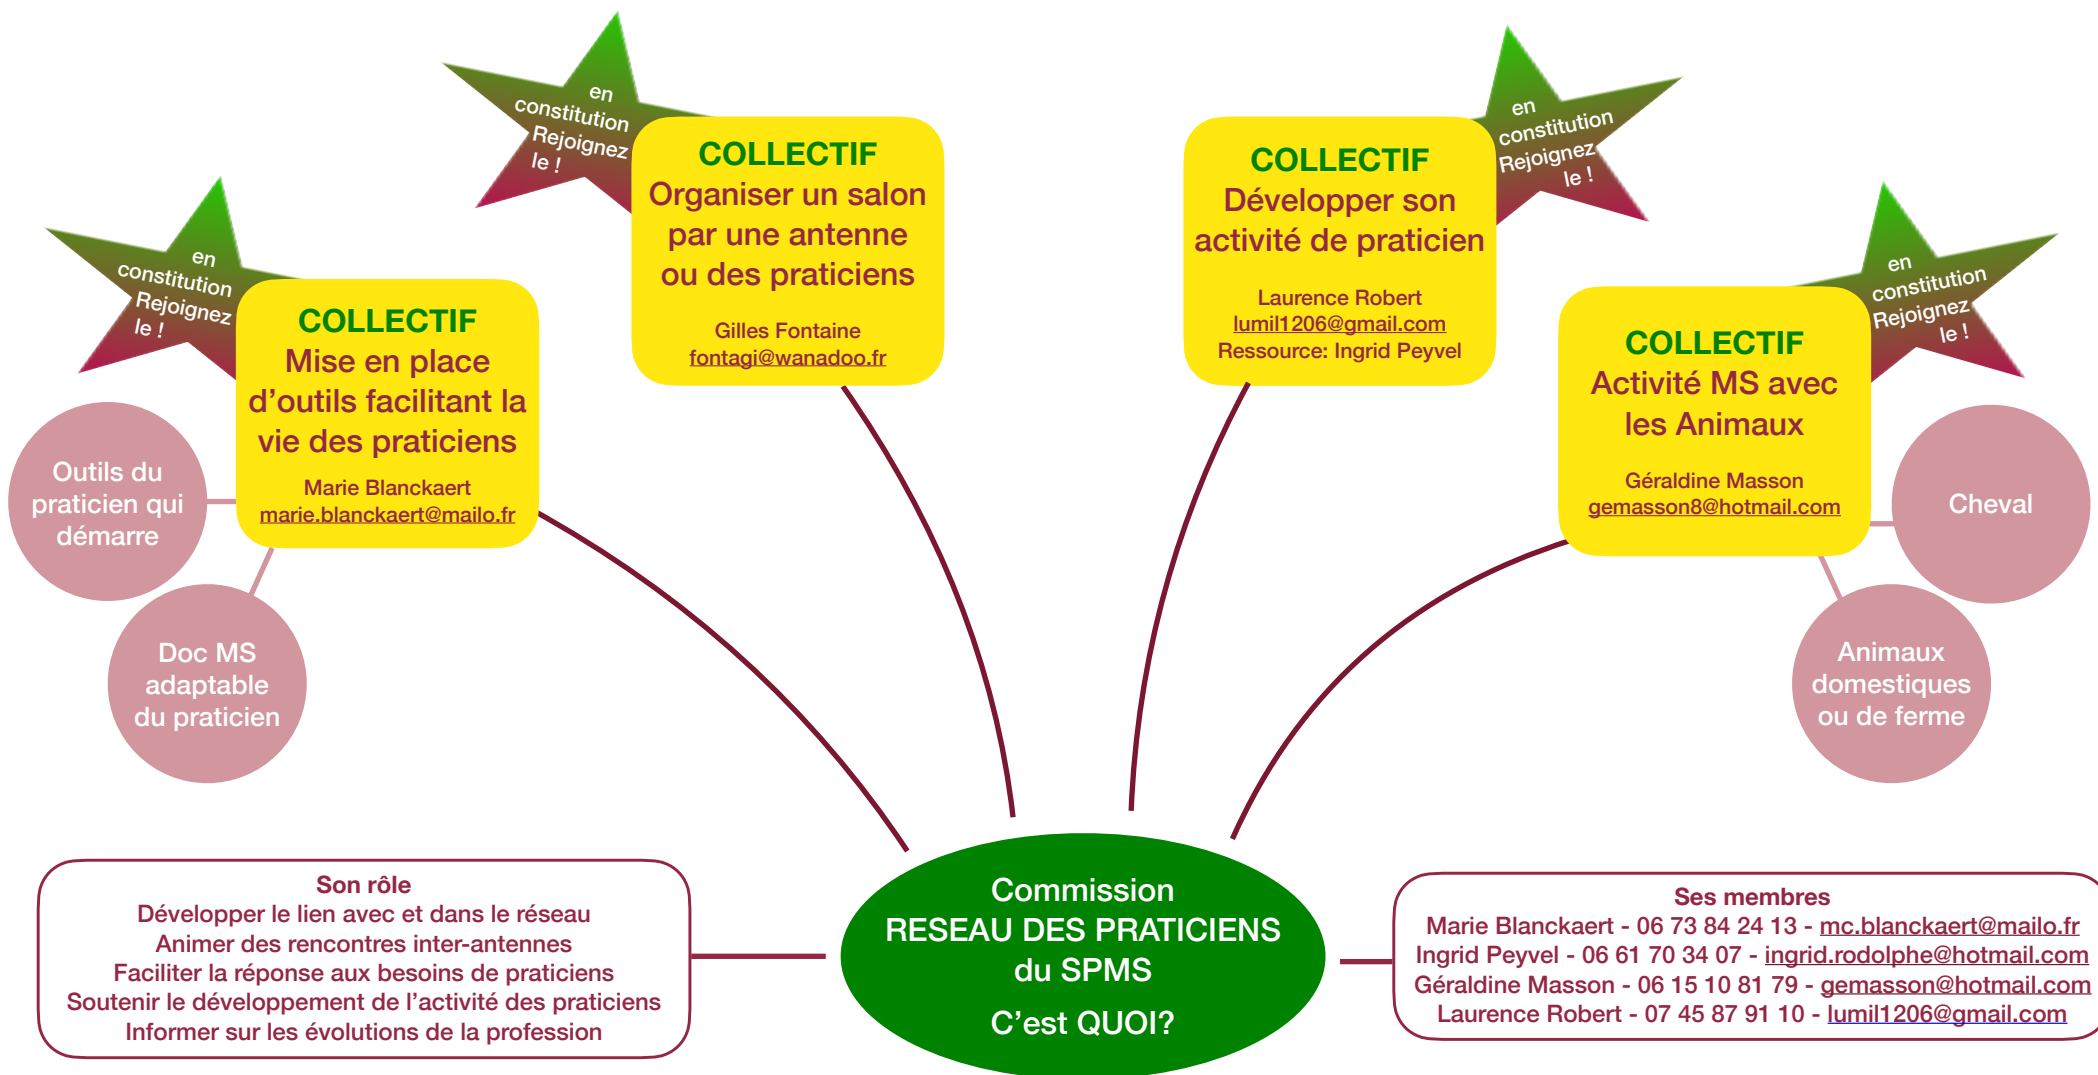 en
constitution
Rejoignez
le !
COLLECTIF
Mise en place
d’outils facilitant la
vie des praticiens
Marie Blanckaert
marie.blanckaert@mailo.fr
Outils du
praticien qui
démarre
Doc MS
adaptable
du praticien
en
constitution
Rejoignez
le !
COLLECTIF
Organiser un salon
par une antenne
ou des praticiens
Gilles Fontaine
fontagi@wanadoo.fr
en
constitution
Rejoignez
le !
COLLECTIF
Développer son
activité de praticien
Laurence Robert
lumil1206@gmail.com
Ressource: Ingrid Peyvel
en
constitution
Rejoignez
le !
COLLECTIF
Activité MS avec
les Animaux
Géraldine Masson
gemasson8@hotmail.com
Cheval
Animaux
domestiques
ou de ferme
Son rôle
Développer le lien avec et dans le réseau
Animer des rencontres inter-antennes
Faciliter la réponse aux besoins de praticiens
Soutenir le développement de l’activité des praticiens
Informer sur les évolutions de la profession
Commission
RESEAU DES PRATICIENS
du SPMS
C’est QUOI?
Ses membres
Marie Blanckaert - 06 73 84 24 13 - mc.blanckaert@mailo.fr
Ingrid Peyvel - 06 61 70 34 07 - ingrid.rodolphe@hotmail.com
Géraldine Masson - 06 15 10 81 79 - gemasson@hotmail.com
Laurence Robert - 07 45 87 91 10 - lumil1206@gmail.com